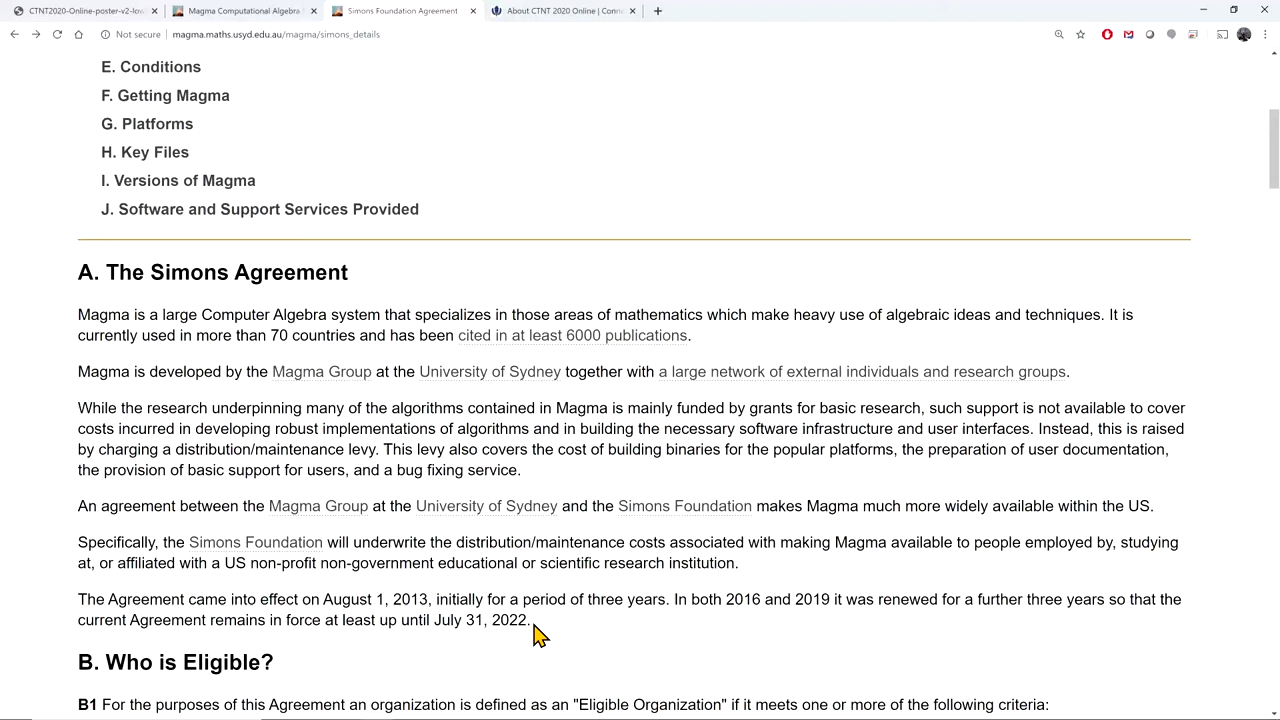 CTNT2020-Online-poster-v2-low
Magma Computational Algebra
Simons Foundation Agreement
About CTNT 2020 Online | Conn
Not secure
magma.maths.usyd.edu.au/magma/simons_details
E. Conditions
F. Getting Magma
G. Platforms
H. Key Files
I. Versions of Magma
J. Software and Support Services Provided
A. The Simons Agreement
Magma is a large Computer Algebra system that specializes in those areas of mathematics which make heavy use of algebraic ideas and techniques. It is
currently used in more than 70 countries and has been cited in at least 6000 publications.
Magma is developed by the Magma Group at the University of Sydney together with a large network of external individuals and research groups.
While the research underpinning many of the algorithms contained in Magma is mainly funded by grants for basic research, such support is not available to cover
costs incurred in developing robust implementations of algorithms and in building the necessary software infrastructure and user interfaces. Instead, this is raised
by charging a distribution/maintenance levy. This levy also covers the cost of building binaries for the popular platforms, the preparation of user documentation,
the provision of basic support for users, and a bug fixing service.
An agreement between the Magma Group at the University of Sydney and the Simons Foundation makes Magma much more widely available within the US.
Specifically, the Simons Foundation will underwrite the distribution/maintenance costs associated with making Magma available to people employed by, studying
at, or affiliated with a US non-profit non-government educational or scientific research institution.
The Agreement came into effect on August 1, 2013, initially for a period of three years. In both 2016 and 2019 it was renewed for a further three years so that the
current Agreement remains in force at least up until July 31, 2022.
B. Who is Eligible?
B1 For the purposes of this Agreement an organization is defined as an "Eligible Organization" if it meets one or more of the following criteria: